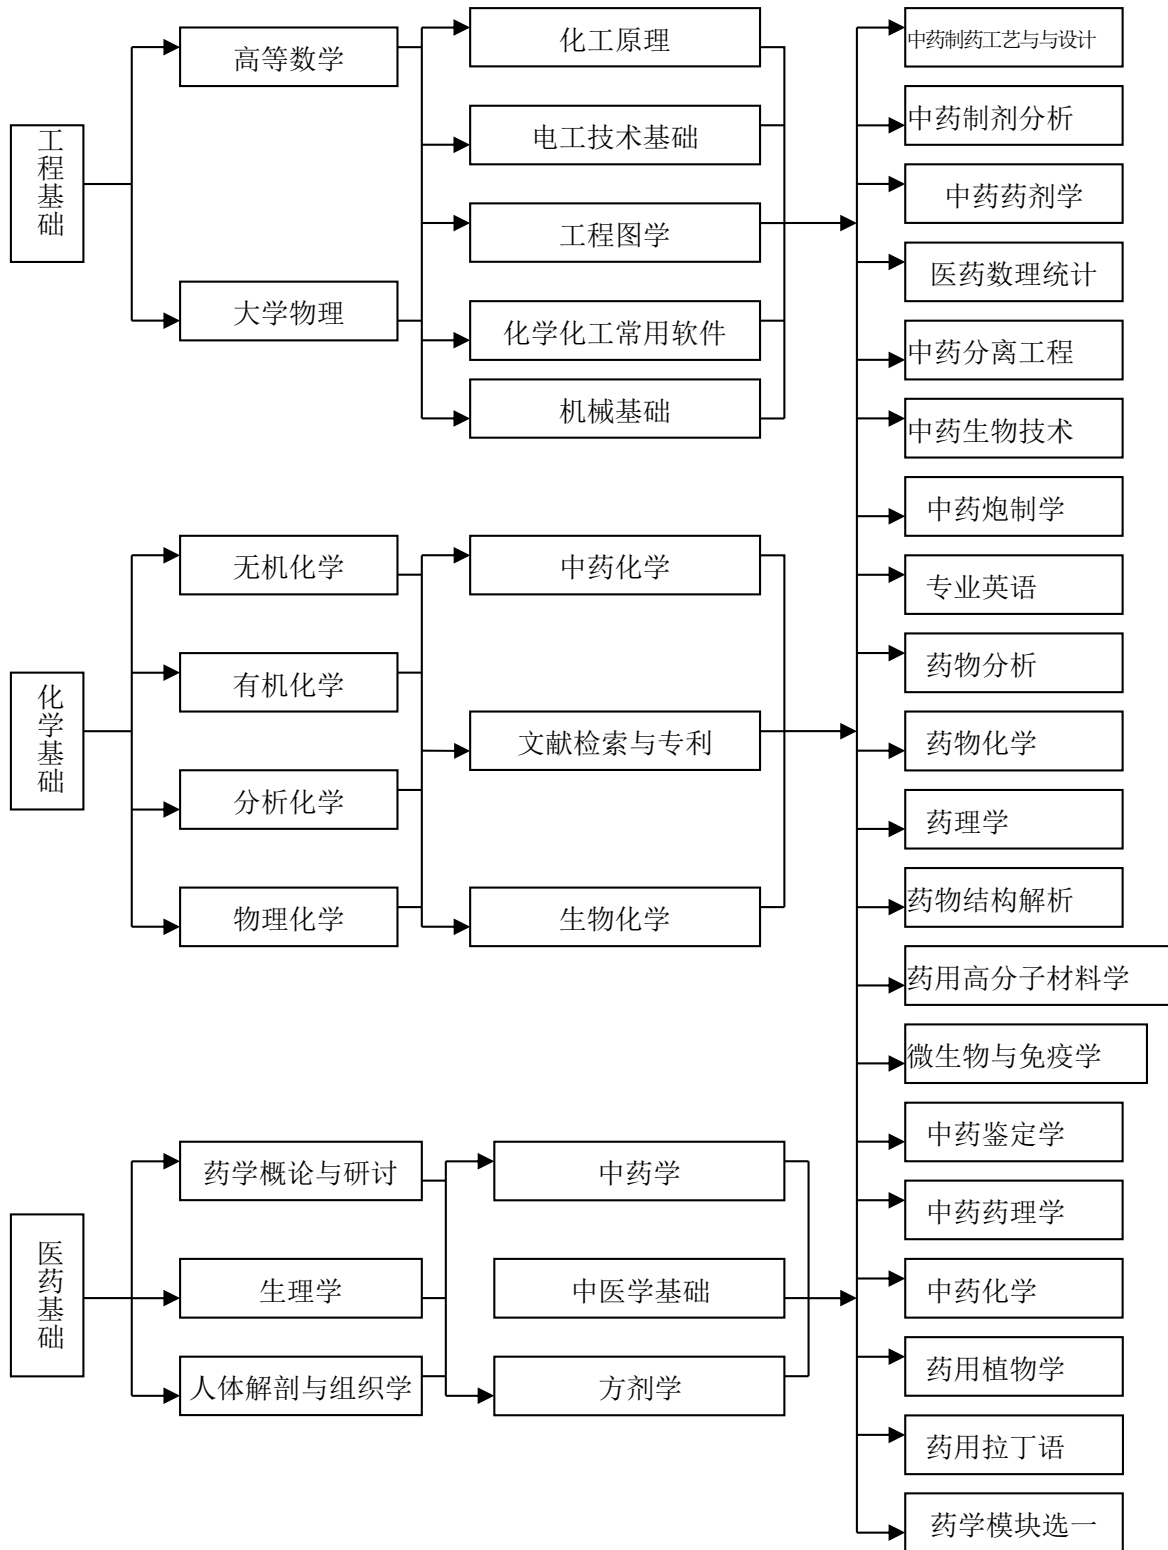 工程基础
高等数学
大学物理
化工原理
电工技术基础
工程图学
化学化工常用软件
机械基础
化学基础
无机化学
有机化学
分析化学
物理化学
中药化学
文献检索与专利
生物化学
医药基础
药学概论与研讨
生理学
人体解剖与组织学
中药学
中医学基础
方剂学
中药制药工艺与与设计
中药制剂分析
中药药剂学
医药数理统计
中药分离工程
中药生物技术
中药炮制学
专业英语
药物分析
药物化学
药理学
药物结构解析
药用高分子材料学
微生物与免疫学
中药鉴定学
中药药理学
中药化学
药用植物学
药用拉丁语
药学模块选一